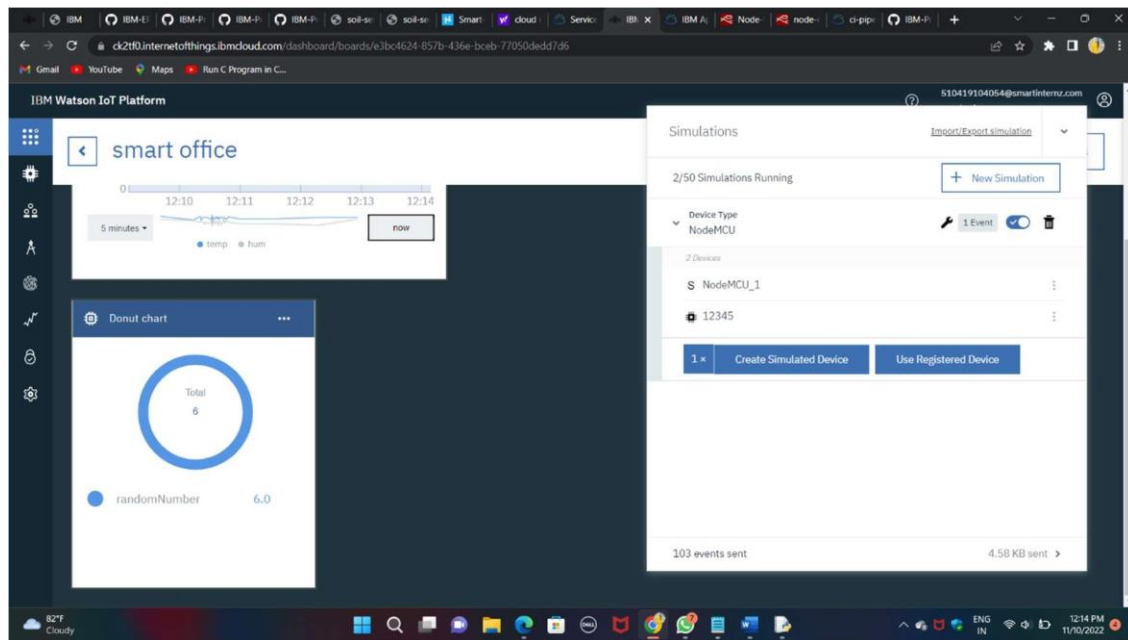 IBM
IBM-E
IBM-P
IBM-P
IBM-P
soil-se
soil-se
Smart
cloud
Service
IBM
IBM A
Node-
node-
ci-pipe
IBM-P
ck2tf0.internetofthings.ibmcloud.com/dashboard/boards/e3bc4624-857b-436e-bceb-77050dedd7d6
Gmail YouTube Maps Run C Program in C...
IBM Watson IoT Platform
510419104054@smartinternz.com
smart office
0
12:10 12:11 12:12 12:13 12:14
5 minutes
now
temp hum
Donut chart
Total
6
randomNumber 6.0
Simulations
Import/Export simulation
2/50 Simulations Running
+ New Simulation
Device Type
NodeMCU
1 Event
2 Devices
S NodeMCU_1
12345
1 × Create Simulated Device Use Registered Device
103 events sent 4.58 KB sent
82°F
Cloudy
ENG
IN
12:14 PM
11/10/2022
4